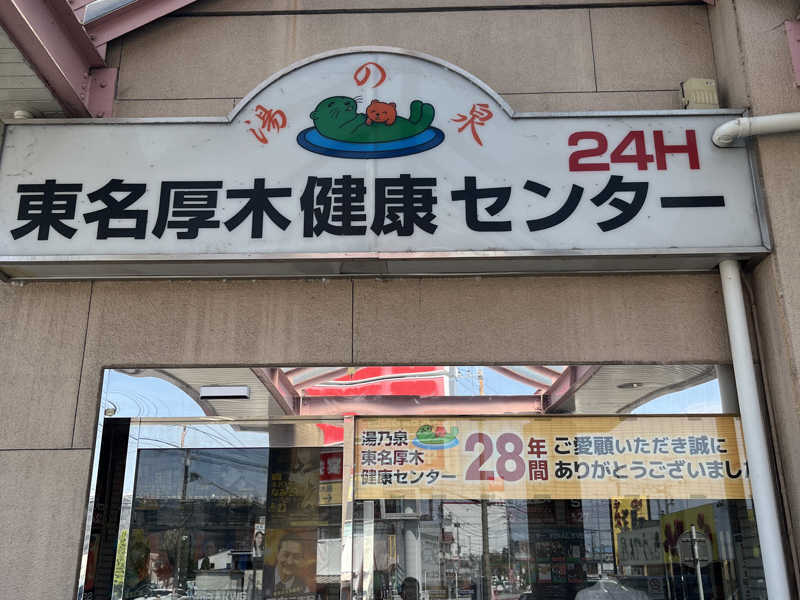 湯の泉
24H
東名厚木健康センター
湯乃泉
東名厚木
健康センター
28年間
ご愛顧いただき誠に
ありがとうございました